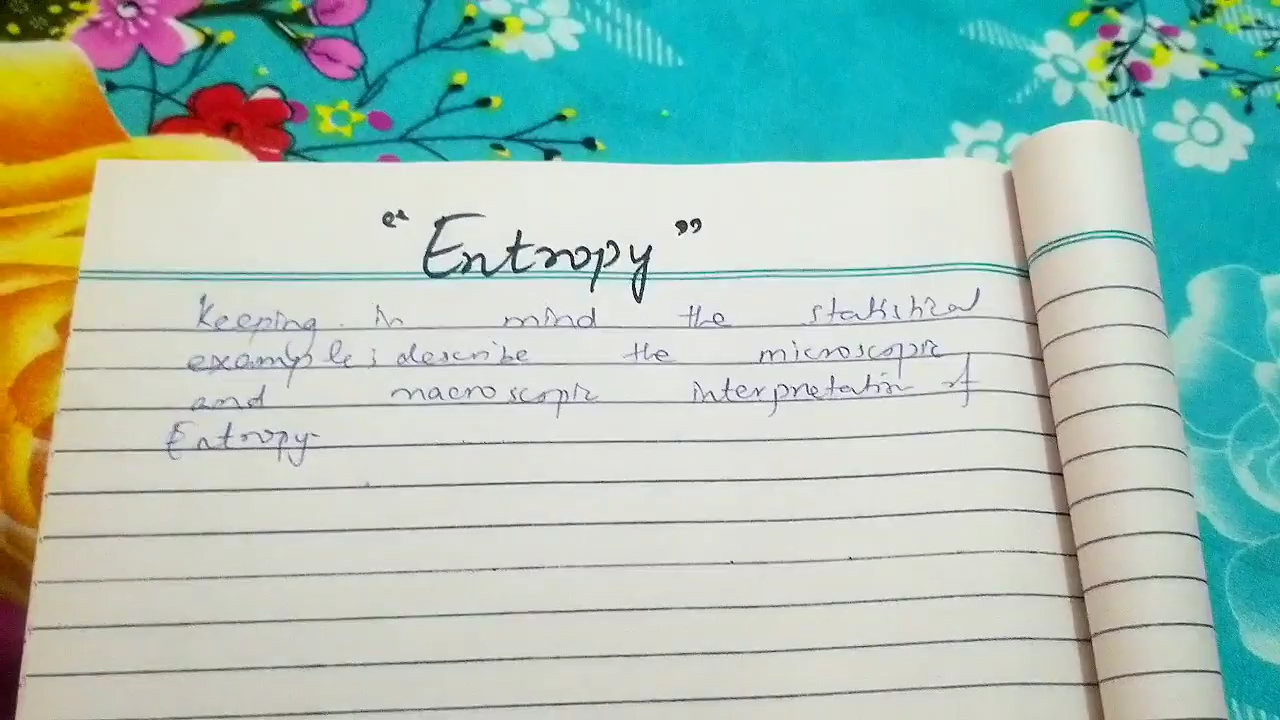 "Entropy"
Keeping in mind the statistical
example; describe the microscopic
and macroscopic interpretation of
Entropy.